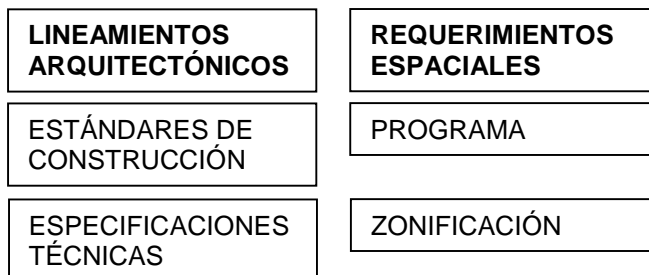 LINEAMIENTOS
ARQUITECTÓNICOS
REQUERIMIENTOS
ESPACIALES
ESTÁNDARES DE
CONSTRUCCIÓN
PROGRAMA
ESPECIFICACIONES
TÉCNICAS
ZONIFICACIÓN